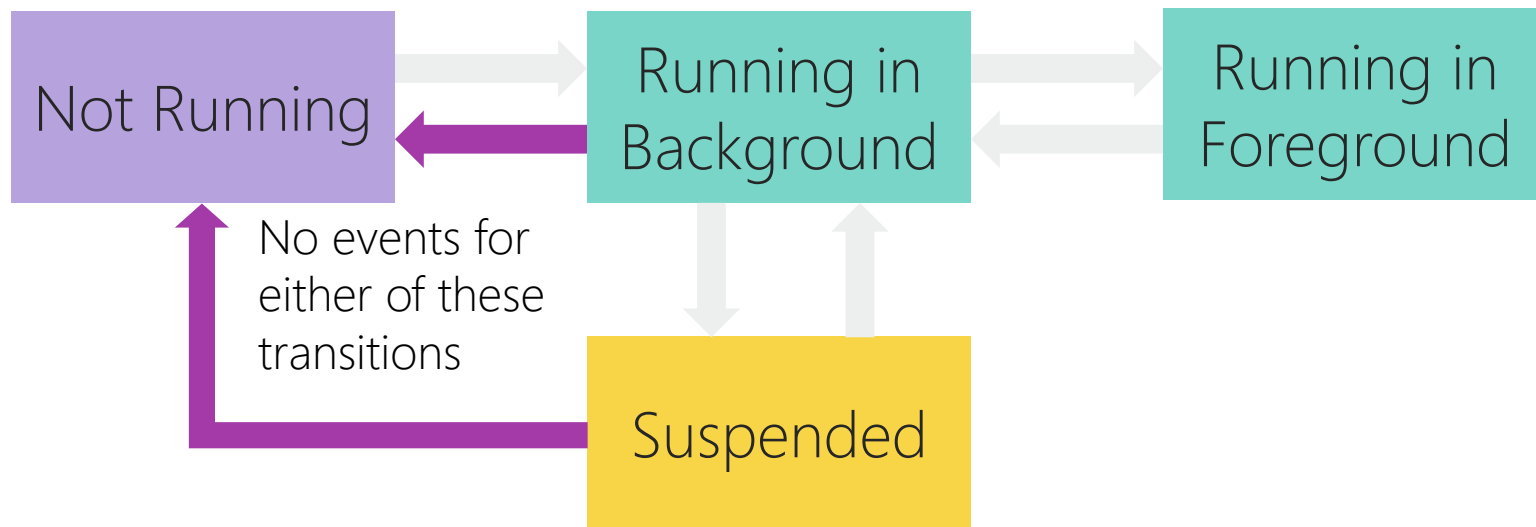 Not Running
Running in
Background
Running in
Foreground
No events for
either of these
transitions
Suspended